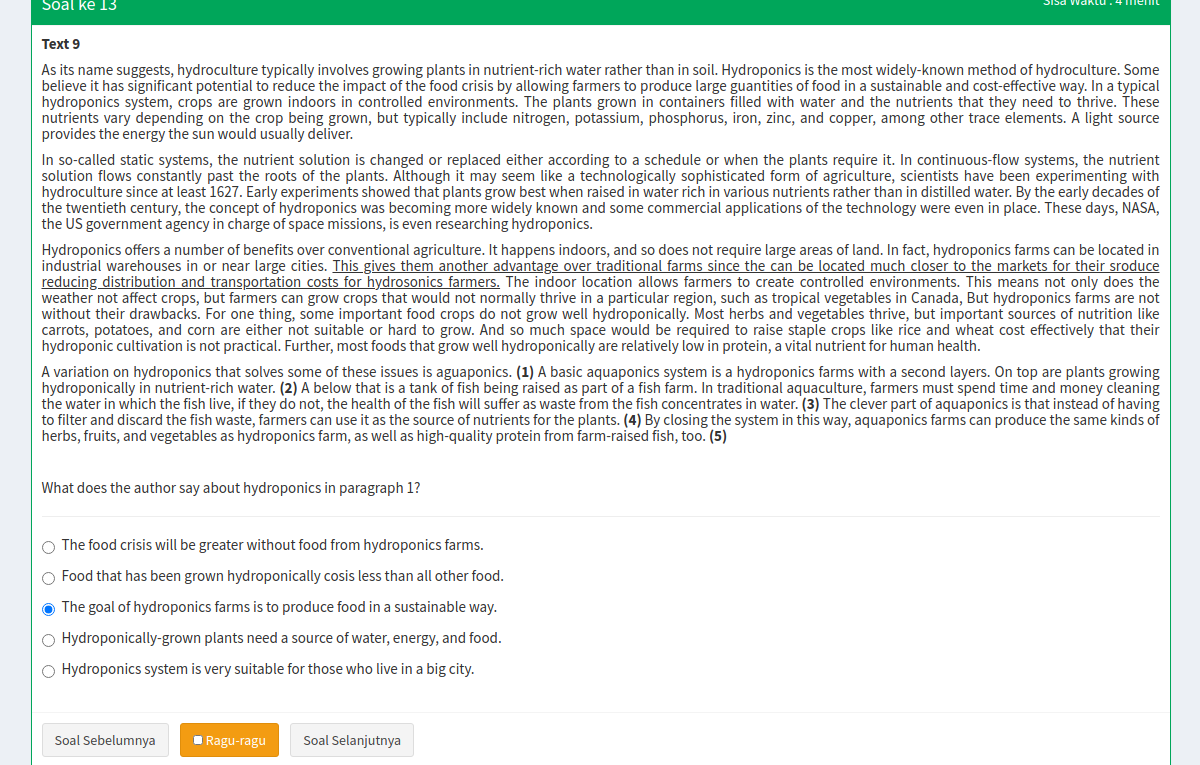 Soal ke 13
Sisa Waktu : 4 menit
Text 9
As its name suggests, hydroculture typically involves growing plants in nutrient-rich water rather than in soil. Hydroponics is the most widely-known method of hydroculture. Some
believe it has significant potential to reduce the impact of the food crisis by allowing farmers to produce large guantities of food in a sustainable and cost-effective way. In a typical
hydroponics system, crops are grown indoors in controlled environments. The plants grown in containers filled with water and the nutrients that they need to thrive. These
nutrients vary depending on the crop being grown, but typically include nitrogen, potassium, phosphorus, iron, zinc, and copper, among other trace elements. A light source
provides the energy the sun would usually deliver.
In so-called static systems, the nutrient solution is changed or replaced either according to a schedule or when the plants require it. In continuous-flow systems, the nutrient
solution flows constantly past the roots of the plants. Although it may seem like a technologically sophisticated form of agriculture, scientists have been experimenting with
hydroculture since at least 1627. Early experiments showed that plants grow best when raised in water rich in various nutrients rather than in distilled water. By the early decades of
the twentieth century, the concept of hydroponics was becoming more widely known and some commercial applications of the technology were even in place. These days, NASA,
the US government agency in charge of space missions, is even researching hydroponics.
Hydroponics offers a number of benefits over conventional agriculture. It happens indoors, and so does not require large areas of land. In fact, hydroponics farms can be located in
industrial warehouses in or near large cities. This gives them another advantage over traditional farms since the can be located much closer to the markets for their sroduce
reducing distribution and transportation costs for hydrosonics farmers. The indoor location allows farmers to create controlled environments. This means not only does the
weather not affect crops, but farmers can grow crops that would not normally thrive in a particular region, such as tropical vegetables in Canada, But hydroponics farms are not
without their drawbacks. For one thing, some important food crops do not grow well hydroponically. Most herbs and vegetables thrive, but important sources of nutrition like
carrots, potatoes, and corn are either not suitable or hard to grow. And so much space would be required to raise staple crops like rice and wheat cost effectively that their
hydroponic cultivation is not practical. Further, most foods that grow well hydroponically are relatively low in protein, a vital nutrient for human health.
A variation on hydroponics that solves some of these issues is aguaponics. (1) A basic aquaponics system is a hydroponics farms with a second layers. On top are plants growing
hydroponically in nutrient-rich water. (2) A below that is a tank of fish being raised as part of a fish farm. In traditional aquaculture, farmers must spend time and money cleaning
the water in which the fish live, if they do not, the health of the fish will suffer as waste from the fish concentrates in water. (3) The clever part of aquaponics is that instead of having
to filter and discard the fish waste, farmers can use it as the source of nutrients for the plants. (4) By closing the system in this way, aquaponics farms can produce the same kinds of
herbs, fruits, and vegetables as hydroponics farm, as well as high-quality protein from farm-raised fish, too. (5)
What does the author say about hydroponics in paragraph 1?
The food crisis will be greater without food from hydroponics farms.
Food that has been grown hydroponically cosis less than all other food.
The goal of hydroponics farms is to produce food in a sustainable way.
Hydroponically-grown plants need a source of water, energy, and food.
Hydroponics system is very suitable for those who live in a big city.
Soal Sebelumnya
Ragu-ragu
Soal Selanjutnya